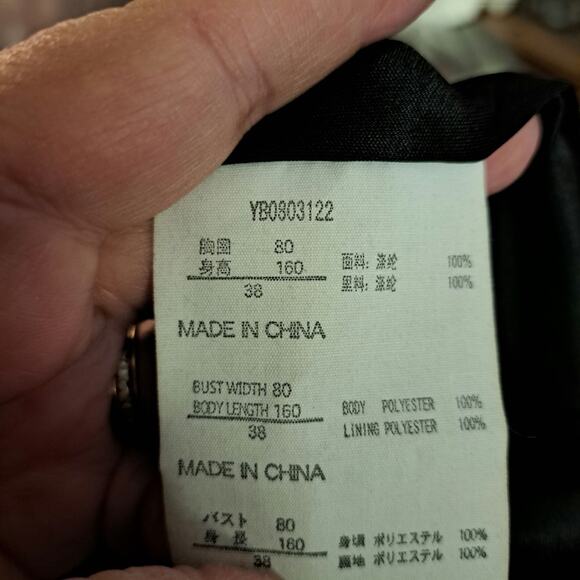 YB0803122
胸围 80
身高 160 面料: 涤纶 100%
38 里料: 涤纶 100%
MADE IN CHINA
BUST WIDTH 80
BODY LENGTH 160 BODY POLYESTER 100%
38 LINING POLYESTER 100%
MADE IN CHINA
バスト 80
身長 160 身頃 ポリエステル 100%
38 裏地 ポリエステル 100%